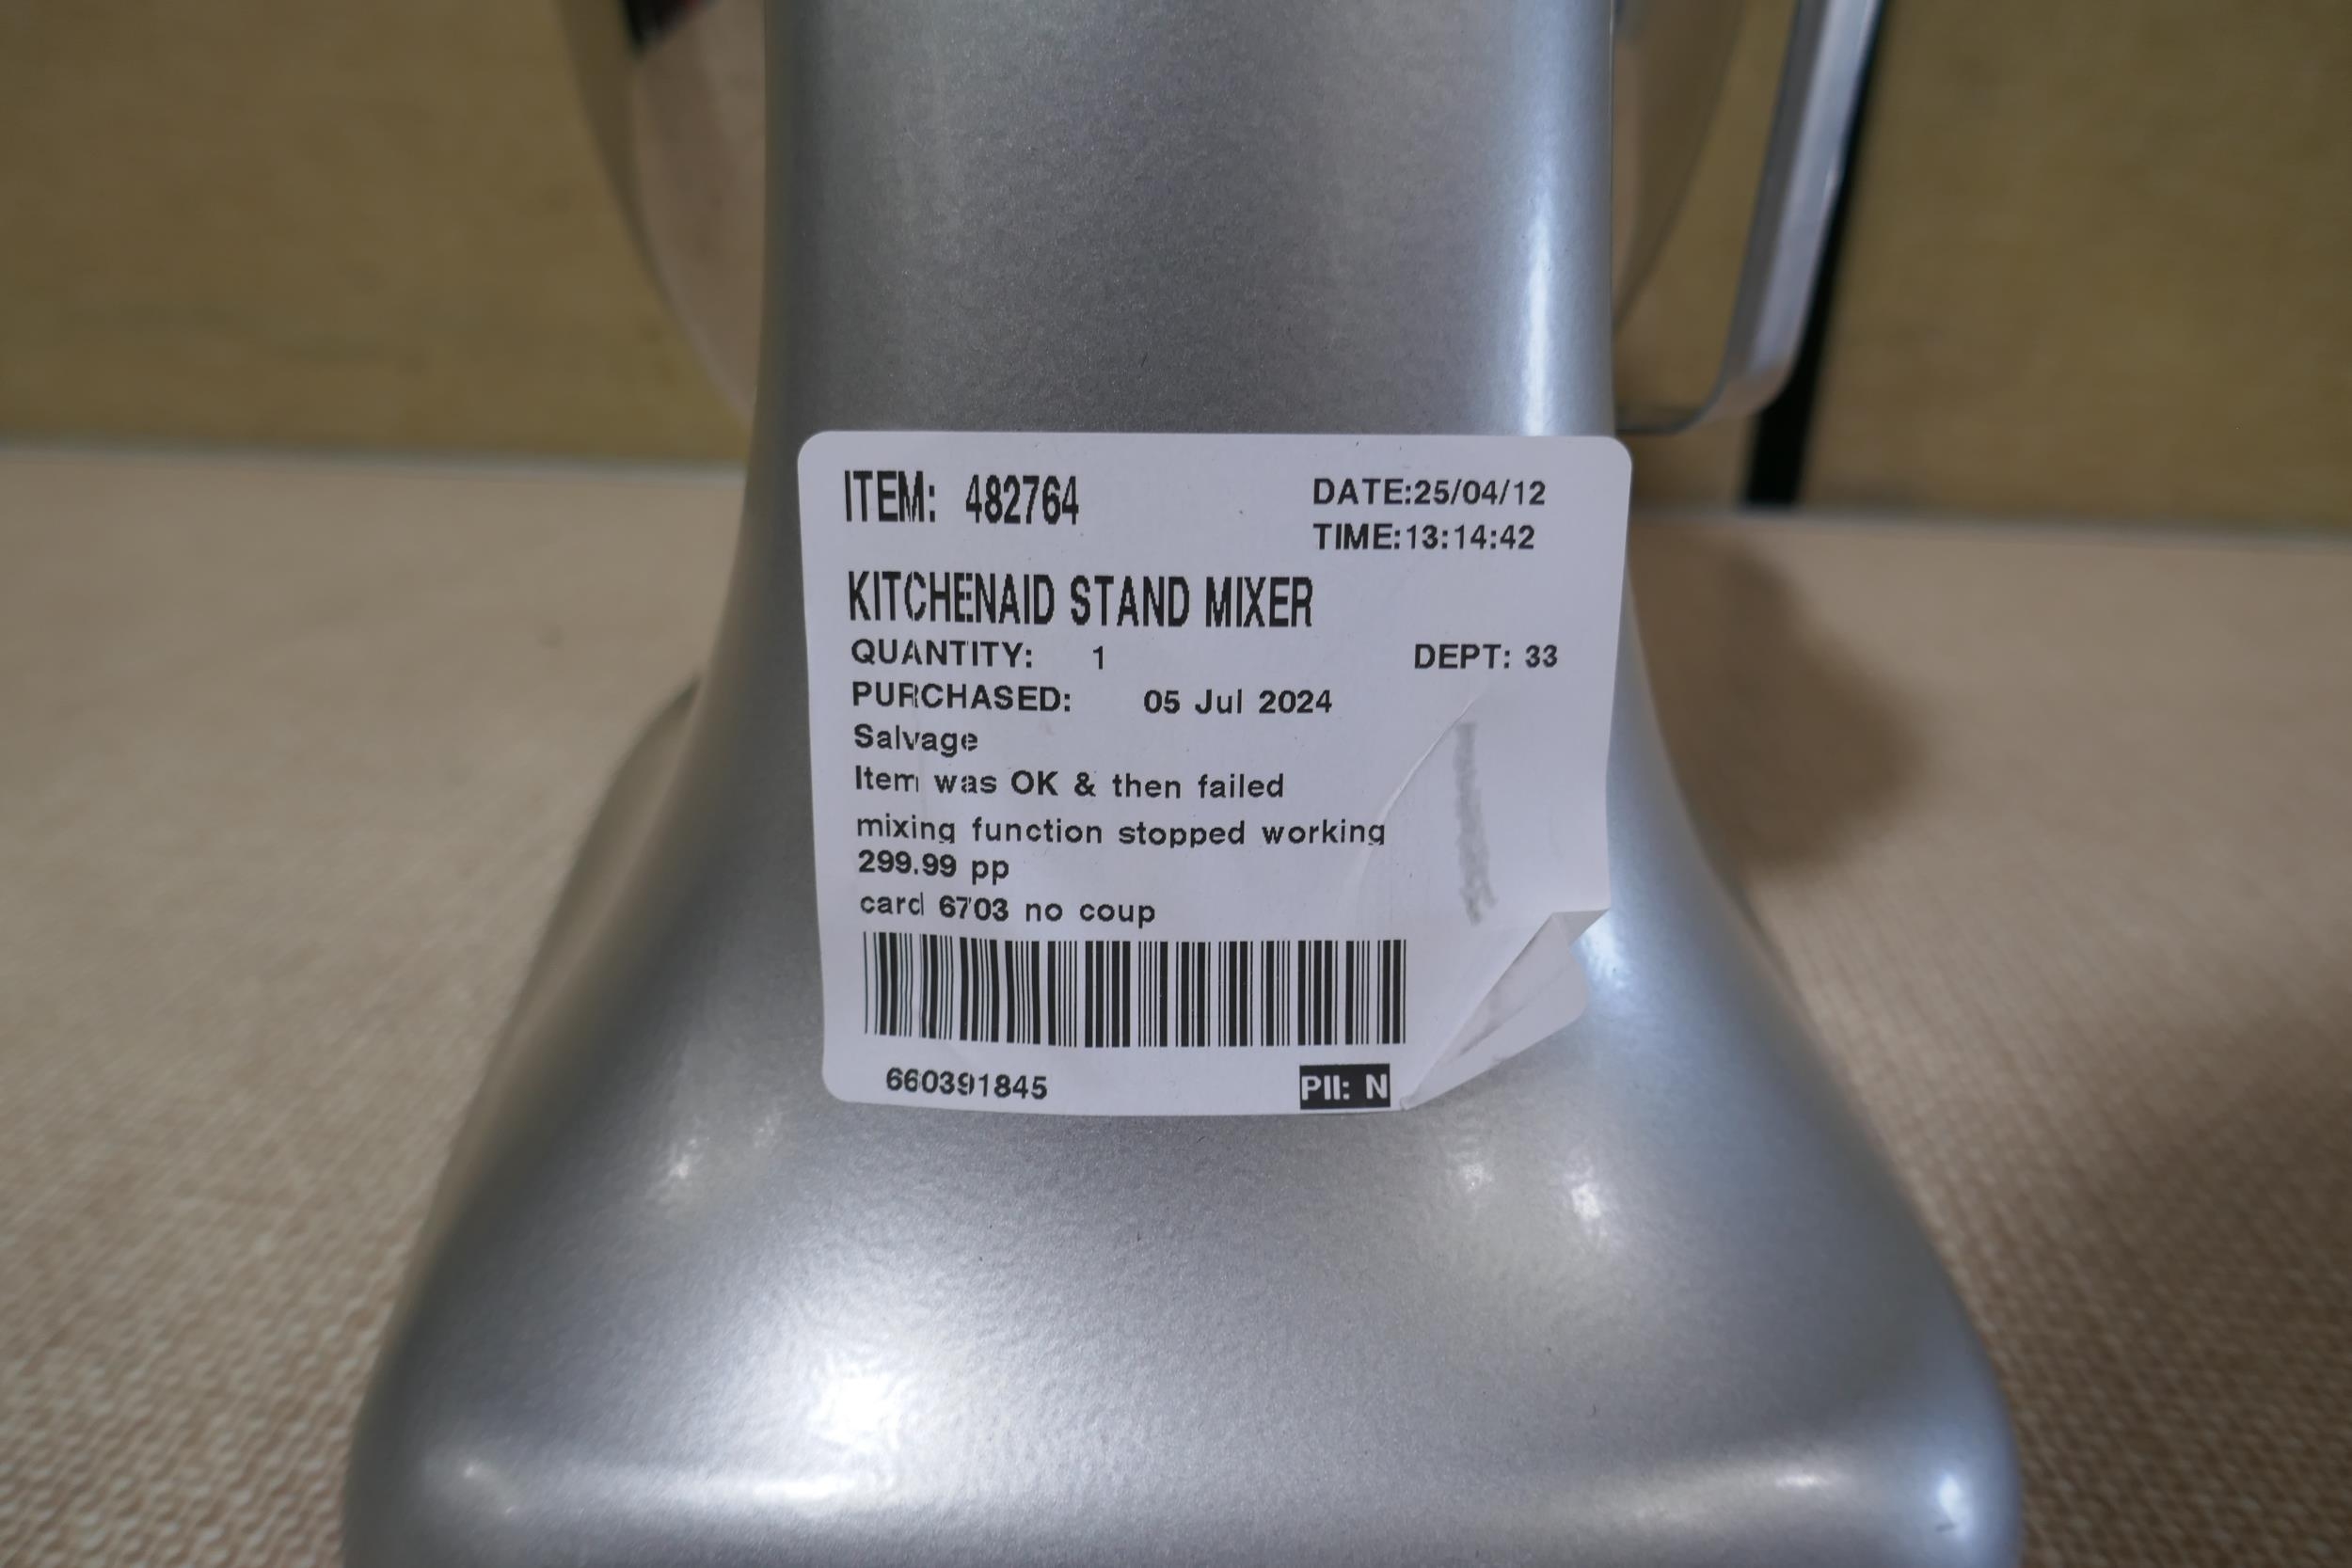 ITEM: 482764 DATE:25/04/12
TIME:13:14:42
KITCHENAID STAND MIXER
QUANTITY: 1 DEPT: 33
PURCHASED: 05 Jul 2024
Salvage
Item was OK & then failed
mixing function stopped working
299.99 pp
card 6703 no coup
660391845 PII: N